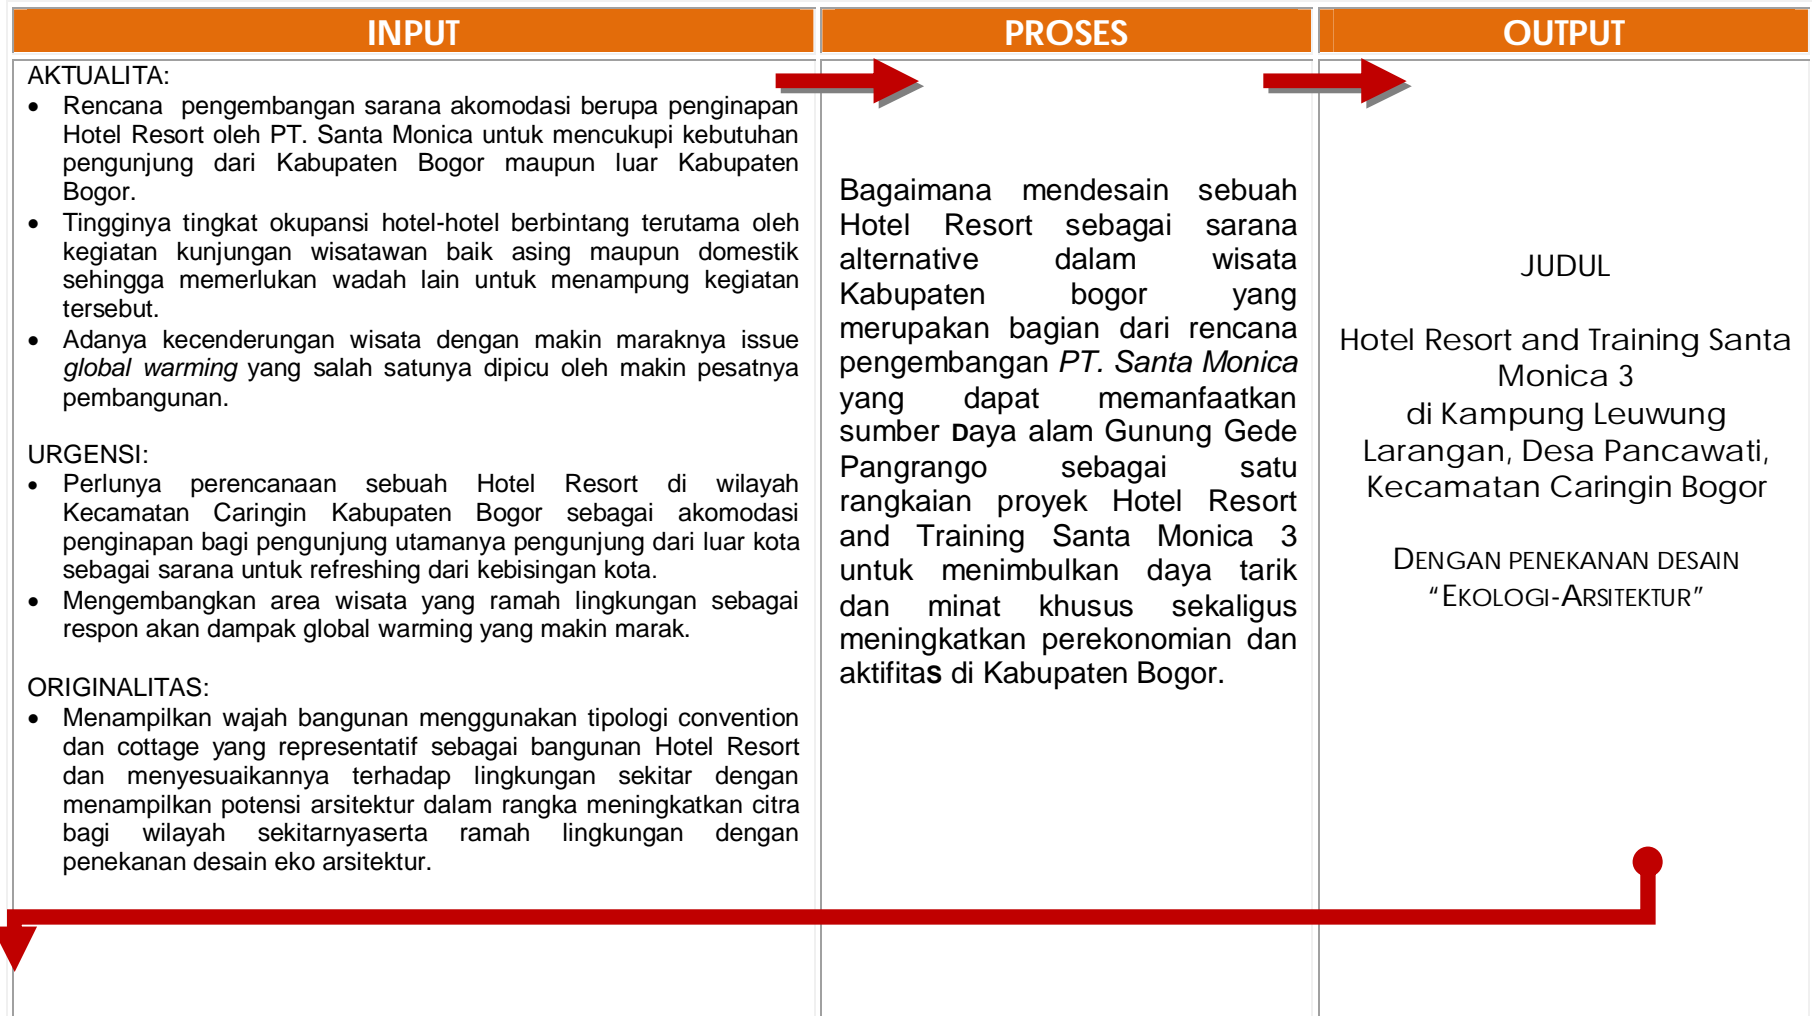 INPUT
PROSES
OUTPUT
AKTUALITA:
• Rencana pengembangan sarana akomodasi berupa penginapan
Hotel Resort oleh PT. Santa Monica untuk mencukupi kebutuhan
pengunjung dari Kabupaten Bogor maupun luar Kabupaten
Bogor.
• Tingginya tingkat okupansi hotel-hotel berbintang terutama oleh
kegiatan kunjungan wisatawan baik asing maupun domestik
sehingga memerlukan wadah lain untuk menampung kegiatan
tersebut.
• Adanya kecenderungan wisata dengan makin maraknya issue
global warming yang salah satunya dipicu oleh makin pesatnya
pembangunan.
URGENSI:
• Perlunya perencanaan sebuah Hotel Resort di wilayah
Kecamatan Caringin Kabupaten Bogor sebagai akomodasi
penginapan bagi pengunjung utamanya pengunjung dari luar kota
sebagai sarana untuk refreshing dari kebisingan kota.
• Mengembangkan area wisata yang ramah lingkungan sebagai
respon akan dampak global warming yang makin marak.
ORIGINALITAS:
• Menampilkan wajah bangunan menggunakan tipologi convention
dan cottage yang representatif sebagai bangunan Hotel Resort
dan menyesuaikannya terhadap lingkungan sekitar dengan
menampilkan potensi arsitektur dalam rangka meningkatkan citra
bagi wilayah sekitarnyaserta ramah lingkungan dengan
penekanan desain eko arsitektur.
Bagaimana mendesain sebuah
Hotel Resort sebagai sarana
alternative dalam wisata
Kabupaten bogor yang
merupakan bagian dari rencana
pengembangan PT. Santa Monica
yang dapat memanfaatkan
sumber Daya alam Gunung Gede
Pangrango sebagai satu
rangkaian proyek Hotel Resort
and Training Santa Monica 3
untuk menimbulkan daya tarik
dan minat khusus sekaligus
meningkatkan perekonomian dan
aktifitaS di Kabupaten Bogor.
JUDUL
Hotel Resort and Training Santa
Monica 3
di Kampung Leuwung
Larangan, Desa Pancawati,
Kecamatan Caringin Bogor
DENGAN PENEKANAN DESAIN
“EKOLOGI-ARSITEKTUR”